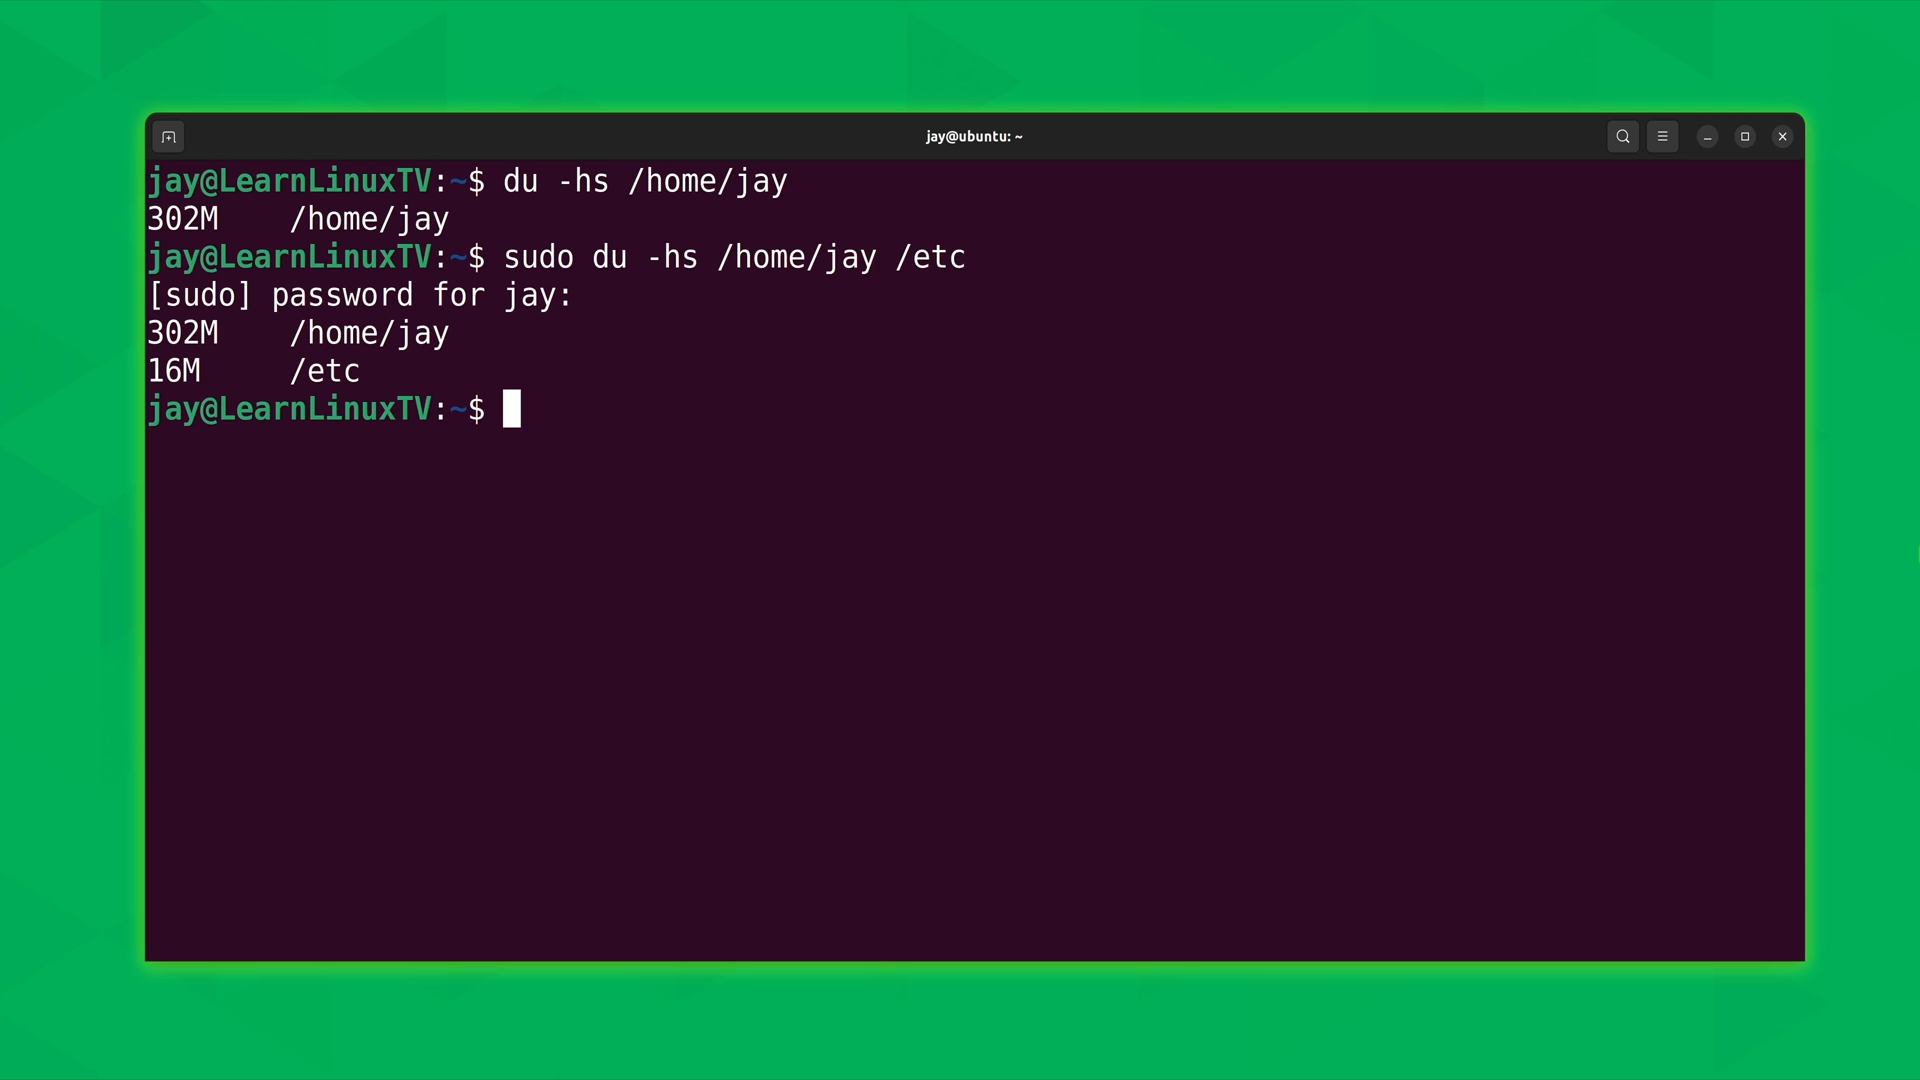 jay@ubuntu: ~
jay@LearnLinuxTV:~$ du -hs /home/jay
302M    /home/jay
jay@LearnLinuxTV:~$ sudo du -hs /home/jay /etc
[sudo] password for jay:
302M    /home/jay
16M     /etc
jay@LearnLinuxTV:~$